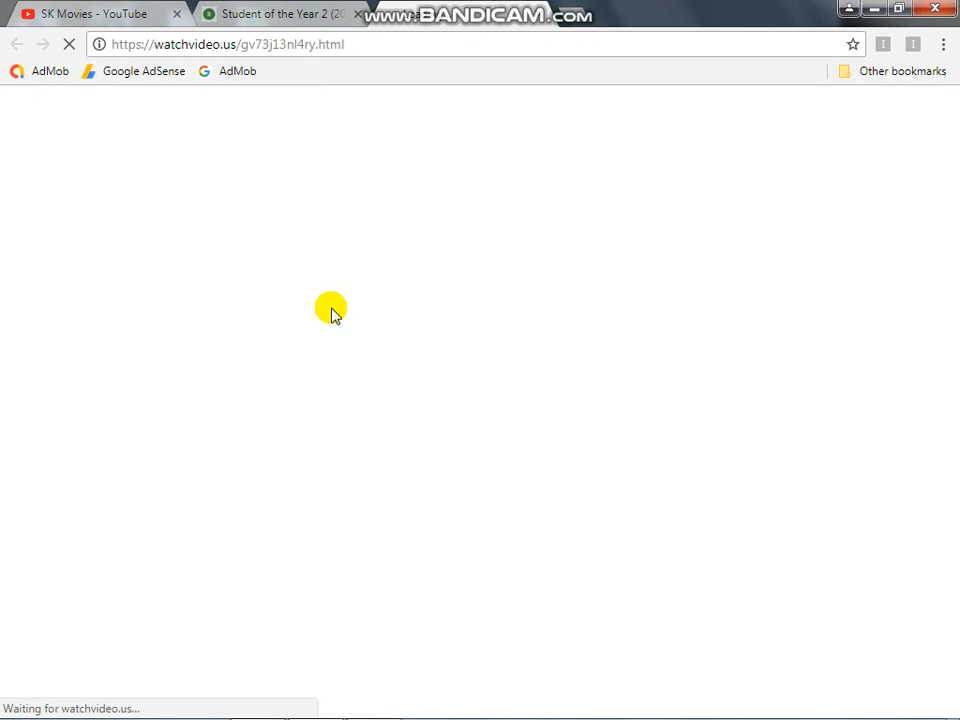 SK Movies - YouTube
Student of the Year 2 (20
www.BANDICAM.com
https://watchvideo.us/gv73j13nl4ry.html
AdMob
Google AdSense
AdMob
Other bookmarks
Waiting for watchvideo.us...